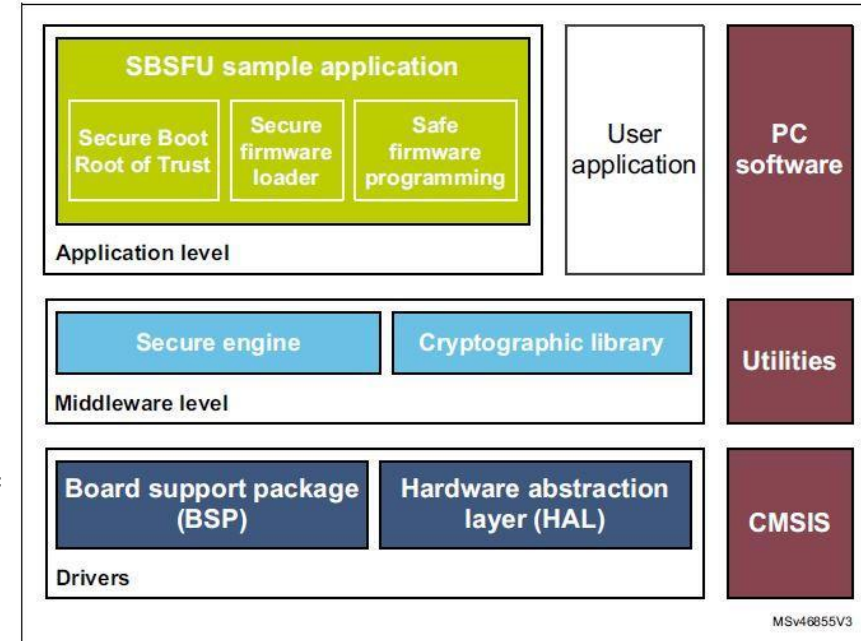 SBSFU sample application
Secure Boot
Root of Trust
Secure
firmware
loader
Safe
firmware
programming
Application level
User
application
PC
software
Secure engine
Cryptographic library
Middleware level
Utilities
Board support package
(BSP)
Hardware abstraction
layer (HAL)
Drivers
CMSIS
MSv46855V3